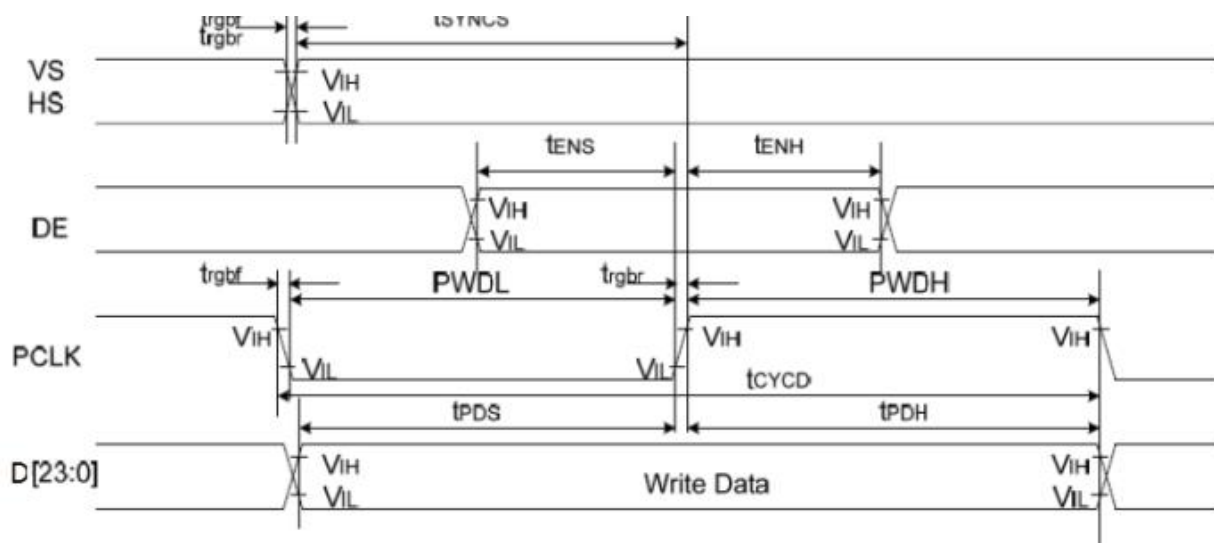 trgbf
trgbr
tSYNCS
VS
HS
VIH
VIL
tENS
tENH
DE
VIH
VIL
VIH
VIL
trgbf
PWDL
trgbr
PWDH
PCLK
VIH
VIL
VIL
VIH
VIH
tCYCD
tPDS
tPDH
D[23:0]
VIH
VIL
Write Data
VIH
VIL